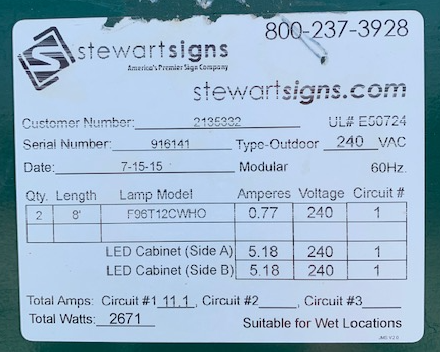 800-237-3928
stewartsigns
America's Premier Sign Company
stewartsigns.com
Customer Number: 2135332 UL# E50724
Serial Number: 916141 Type-Outdoor 240 VAC
Date: 7-15-15 Modular 60Hz.
Qty. Length Lamp Model Amperes Voltage Circuit #
2 8' F96T12CWHO 0.77 240 1
LED Cabinet (Side A) 5.18 240 1
LED Cabinet (Side B) 5.18 240 1
Total Amps: Circuit #1 11.1, Circuit #2 , Circuit #3
Total Watts: 2671 Suitable for Wet Locations